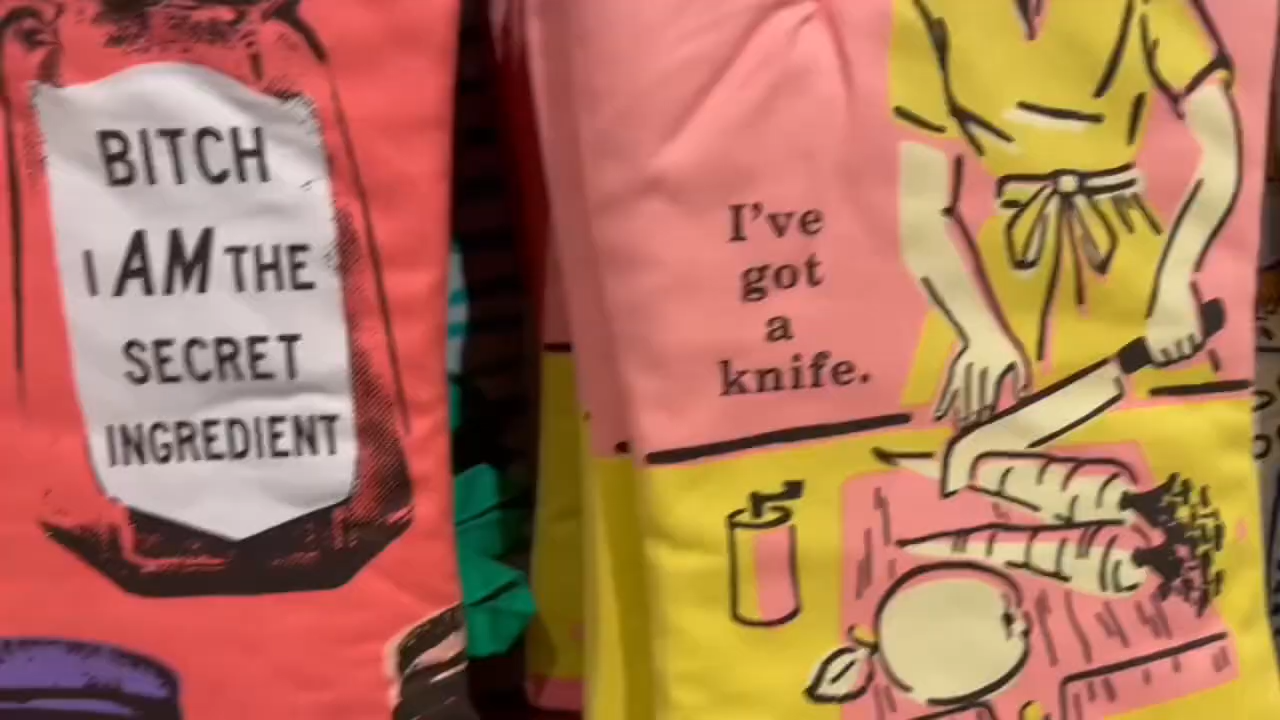 BITCH
I AM THE
SECRET
INGREDIENT
I've
got
a
knife.